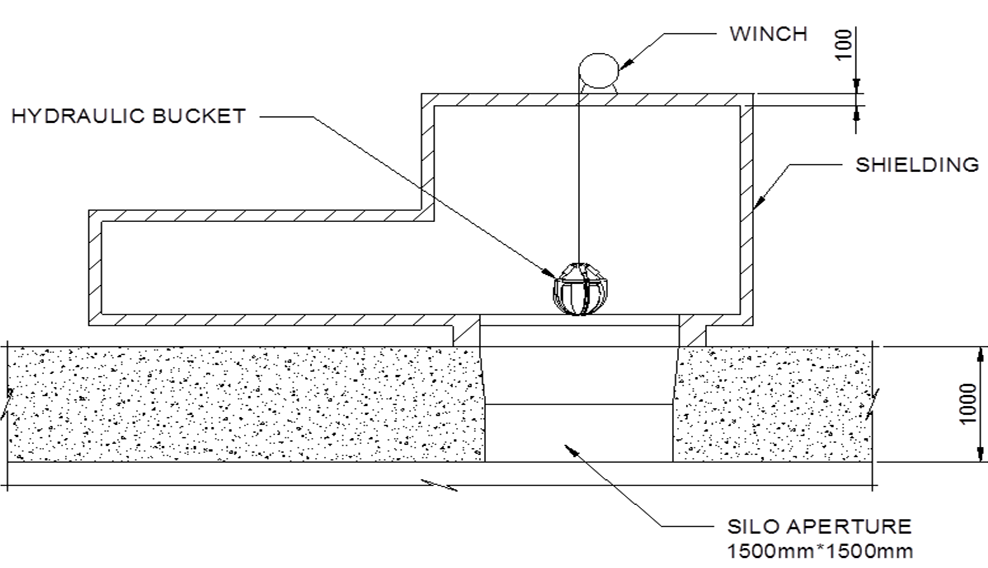 WINCH
100
HYDRAULIC BUCKET
SHIELDING
1000
SILO APERTURE
1500mm*1500mm